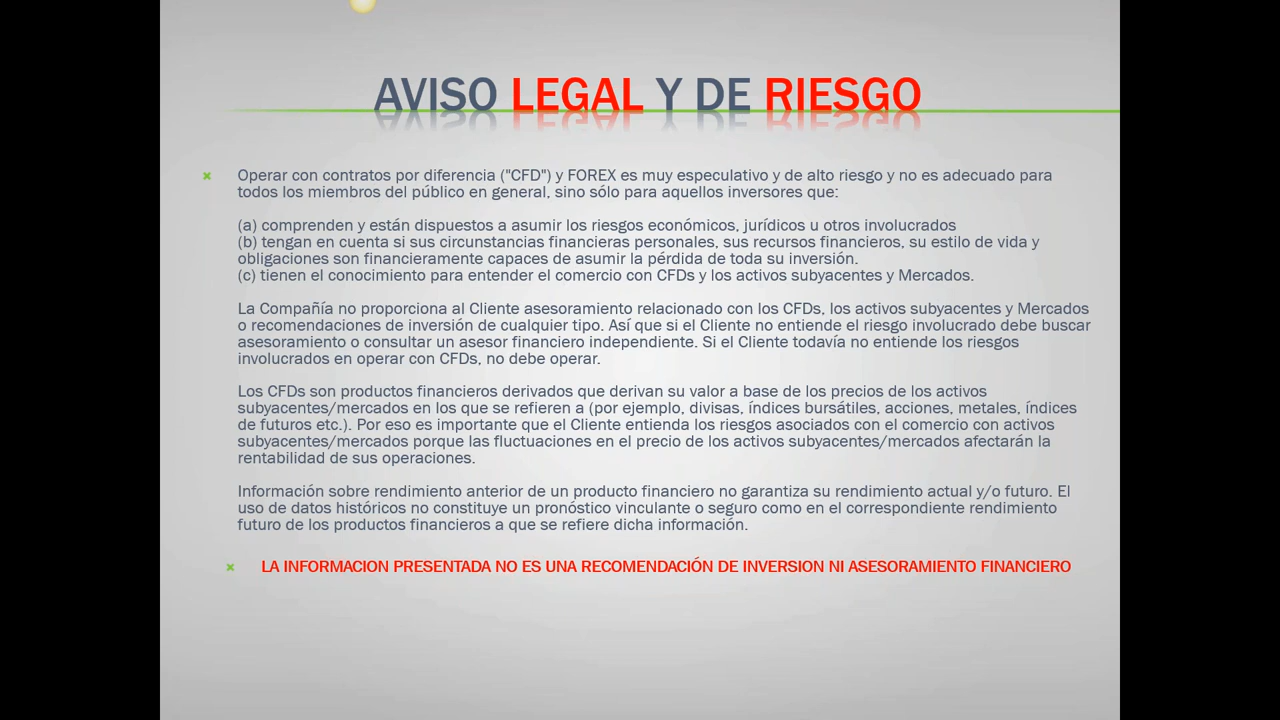 AVISO LEGAL Y DE RIESGO
Operar con contratos por diferencia ("CFD") y FOREX es muy especulativo y de alto riesgo y no es adecuado para
todos los miembros del público en general, sino sólo para aquellos inversores que:
(a) comprenden y están dispuestos a asumir los riesgos económicos, jurídicos u otros involucrados
(b) tengan en cuenta si sus circunstancias financieras personales, sus recursos financieros, su estilo de vida y
obligaciones son financieramente capaces de asumir la pérdida de toda su inversión.
(c) tienen el conocimiento para entender el comercio con CFDs y los activos subyacentes y Mercados.
La Compañía no proporciona al Cliente asesoramiento relacionado con los CFDs, los activos subyacentes y Mercados
o recomendaciones de inversión de cualquier tipo. Así que si el Cliente no entiende el riesgo involucrado debe buscar
asesoramiento o consultar un asesor financiero independiente. Si el Cliente todavía no entiende los riesgos
involucrados en operar con CFDs, no debe operar.
Los CFDs son productos financieros derivados que derivan su valor a base de los precios de los activos
subyacentes/mercados en los que se refieren a (por ejemplo, divisas, índices bursátiles, acciones, metales, índices
de futuros etc.). Por eso es importante que el Cliente entienda los riesgos asociados con el comercio con activos
subyacentes/mercados porque las fluctuaciones en el precio de los activos subyacentes/mercados afectarán la
rentabilidad de sus operaciones.
Información sobre rendimiento anterior de un producto financiero no garantiza su rendimiento actual y/o futuro. El
uso de datos históricos no constituye un pronóstico vinculante o seguro como en el correspondiente rendimiento
futuro de los productos financieros a que se refiere dicha información.
LA INFORMACION PRESENTADA NO ES UNA RECOMENDACIÓN DE INVERSION NI ASESORAMIENTO FINANCIERO